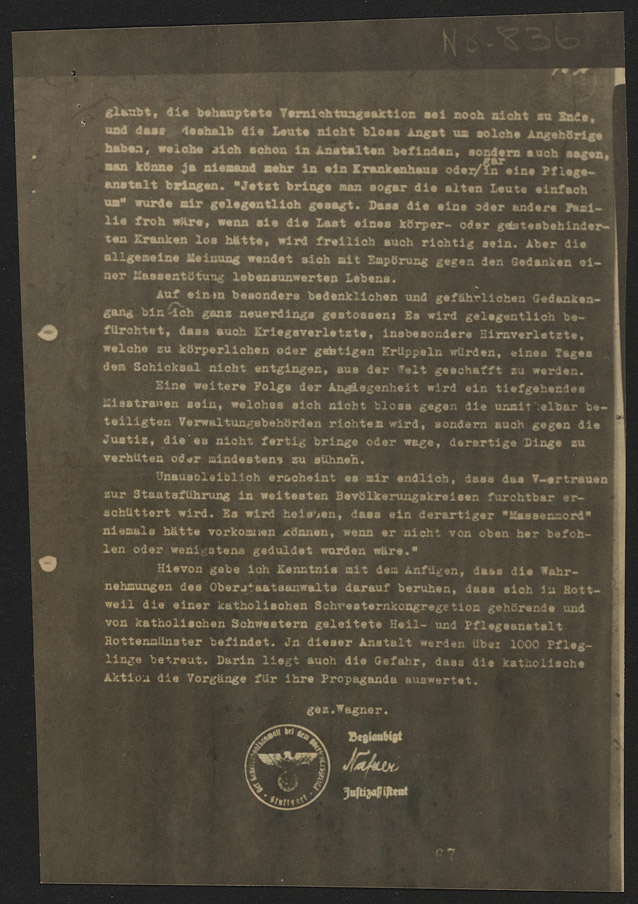 No-836
glaubt, die behauptete Vernichtungsaktion sei noch nicht zu Ende,
und dass deshalb die Leute nicht bloss Angst um solche Angehörige
haben, welche sich schon in Anstalten befinden, sondern auch sagen,
man könne ja niemand mehr in ein Krankenhaus oder/gar in eine Pflege-
anstalt bringen. "Jetzt bringe man sogar die alten Leute einfach
um" wurde mir gelegentlich gesagt. Dass die eine oder andere Fami-
lie froh wäre, wenn sie die Last eines körper- oder geistesbehinder-
ten Kranken los hätte, wird freilich auch richtig sein. Aber die
allgemeine Meinung wendet sich mit Empörung gegen den Gedanken ei-
ner Massentötung lebensunwerten Lebens.
Auf einen besonders bedenklichen und gefährlichen Gedanken-
gang bin ich ganz neuerdings gestossen: Es wird gelegentlich be-
fürchtet, dass auch Kriegsverletzte, insbesondere Hirnverletzte,
welche zu körperlichen oder geistigen Krüppeln würden, eines Tages
dem Schicksal nicht entgingen, aus der Welt geschafft zu werden.
Eine weitere Folge der Angelegenheit wird ein tiefgehendes
Misstrauen sein, welches sich nicht bloss gegen die unmittelbar be-
teiligten Verwaltungsbehörden richten wird, sondern auch gegen die
Justiz, die es nicht fertig bringe oder wage, derartige Dinge zu
verhüten oder mindestens zu sühnen.
Unausbleiblich erscheint es mir endlich, dass das Vertrauen
zur Staatsführung in weitesten Bevölkerungskreisen furchtbar er-
schüttert wird. Es wird heissen, dass ein derartiger "Massenmord"
niemals hätte vorkommen können, wenn er nicht von oben her befoh-
len oder wenigstens geduldet worden wäre."
Hievon gebe ich Kenntnis mit dem Anfügen, dass die Wahr-
nehmungen des Oberstaatsanwalts darauf beruhen, dass sich in Rott-
weil die einer katholischen Schwesternkongregation gehörende und
von katholischen Schwestern geleitete Heil- und Pflegeanstalt
Rottenmünster befindet. Jn dieser Anstalt werden über 1000 Pfleg-
linge betreut. Darin liegt auch die Gefahr, dass die katholische
Aktion die Vorgänge für ihre Propaganda auswertet.
gez.Wagner.
Beglaubigt
Justizassistent
Der Generalstaatsanwalt bei dem Oberlandesgericht
Stuttgart
67